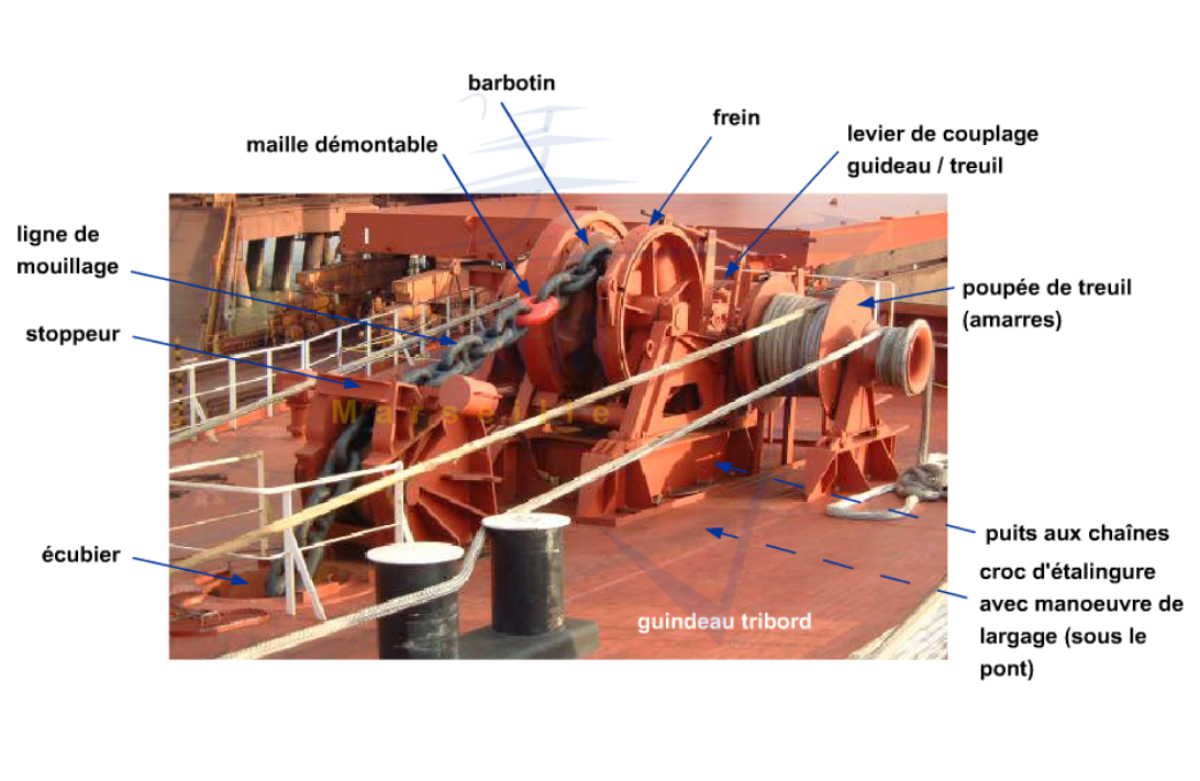 barbotin
frein
maille démontable
levier de couplage
guideau / treuil
ligne de
mouillage
stoppeur
poupée de treuil
(amarres)
Marseille
puits aux chaînes
écubier
croc d'étalingure
avec manoeuvre de
largage (sous le
pont)
guindeau tribord